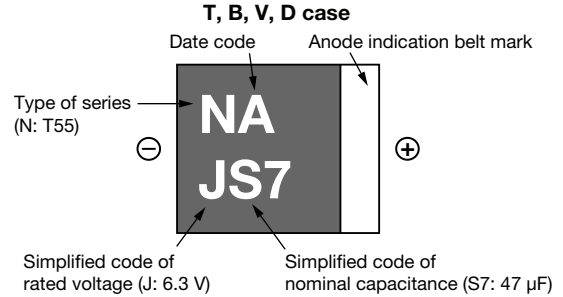 T, B, V, D case
Date code
Anode indication belt mark
Type of series
(N: T55)
NA
JS7
−
+
Simplified code of
rated voltage (J: 6.3 V)
Simplified code of
nominal capacitance (S7: 47 μF)